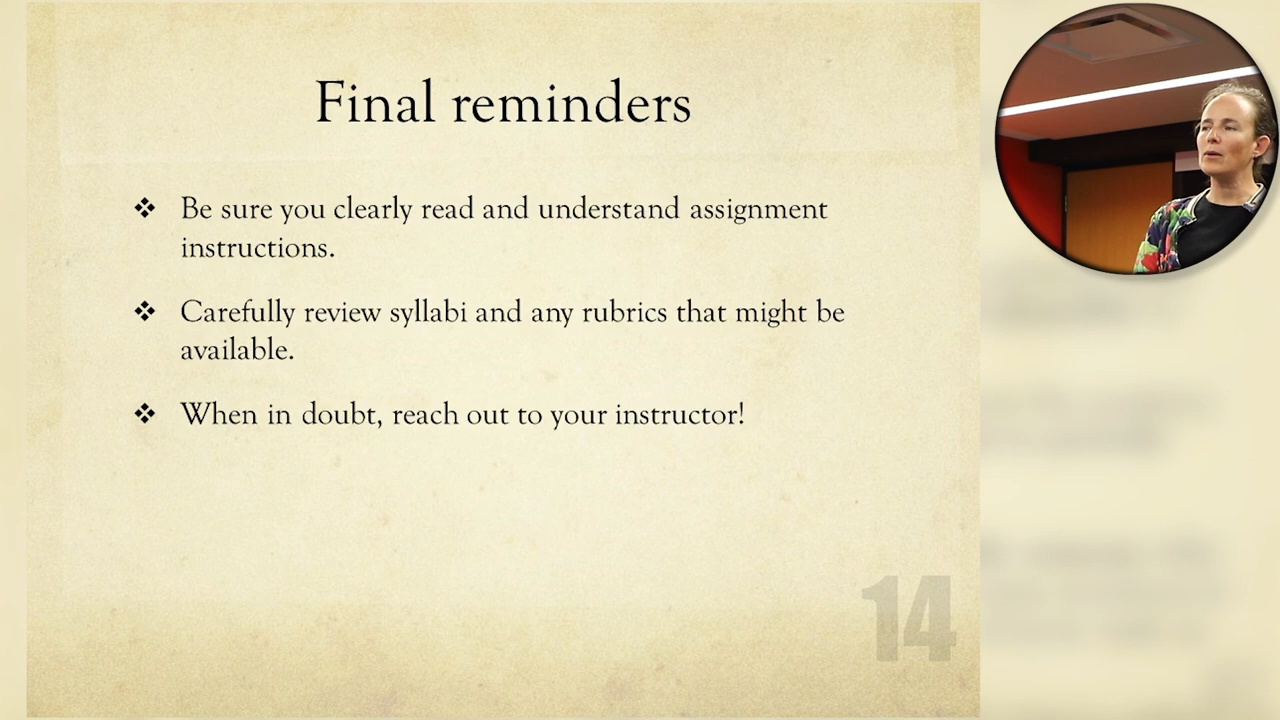 Final reminders
❖ Be sure you clearly read and understand assignment
instructions.
❖ Carefully review syllabi and any rubrics that might be
available.
❖ When in doubt, reach out to your instructor!
14